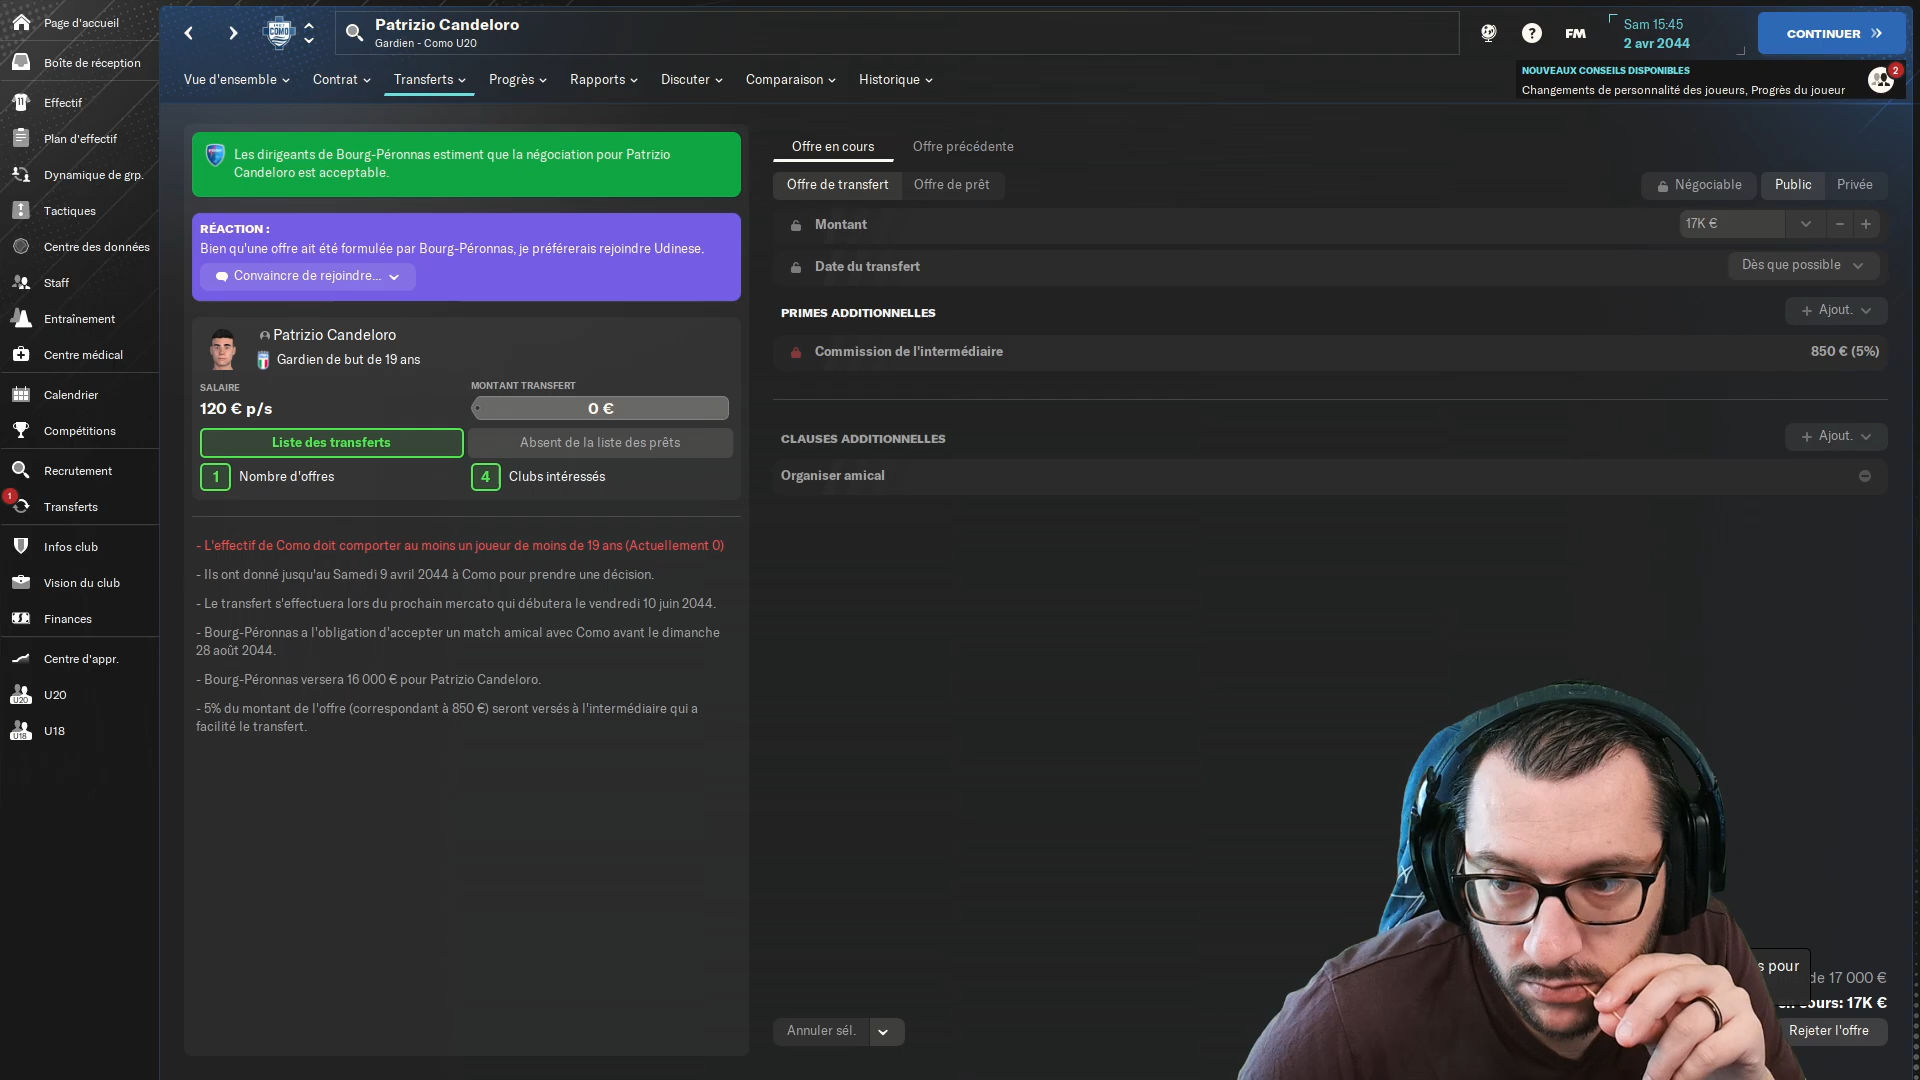 Page d'accueil
Boîte de réception
Effectif
Plan d'effectif
Dynamique de grp.
Tactiques
Centre des données
Staff
Entraînement
Centre médical
Calendrier
Compétitions
Recrutement
1
Transferts
Infos club
Vision du club
Finances
Centre d'appr.
U20
U20
U18
U18
COMO
Patrizio Candeloro
Gardien - Como U20
FM
Sam 15:45
2 avr 2044
CONTINUER
Vue d'ensemble
Contrat
Transferts
Progrès
Rapports
Discuter
Comparaison
Historique
NOUVEAUX CONSEILS DISPONIBLES
Changements de personnalité des joueurs, Progrès du joueur
2
Les dirigeants de Bourg-Péronnas estiment que la négociation pour Patrizio
Candeloro est acceptable.
RÉACTION :
Bien qu'une offre ait été formulée par Bourg-Péronnas, je préférerais rejoindre Udinese.
Convaincre de rejoindre...
Patrizio Candeloro
Gardien de but de 19 ans
SALAIRE
MONTANT TRANSFERT
120 € p/s
0 €
Liste des transferts
Absent de la liste des prêts
1 Nombre d'offres
4 Clubs intéressés
- L'effectif de Como doit comporter au moins un joueur de moins de 19 ans (Actuellement 0)
- Ils ont donné jusqu'au Samedi 9 avril 2044 à Como pour prendre une décision.
- Le transfert s'effectuera lors du prochain mercato qui débutera le vendredi 10 juin 2044.
- Bourg-Péronnas a l'obligation d'accepter un match amical avec Como avant le dimanche
28 août 2044.
- Bourg-Péronnas versera 16 000 € pour Patrizio Candeloro.
- 5% du montant de l'offre (correspondant à 850 €) seront versés à l'intermédiaire qui a
facilité le transfert.
Offre en cours
Offre précédente
Offre de transfert
Offre de prêt
Négociable
Public
Privée
Montant
17K €
Date du transfert
Dès que possible
PRIMES ADDITIONNELLES
+ Ajout.
Commission de l'intermédiaire
850 € (5%)
CLAUSES ADDITIONNELLES
+ Ajout.
Organiser amical
s pour
de 17 000 €
en cours: 17K €
Annuler sél.
Rejeter l'offre